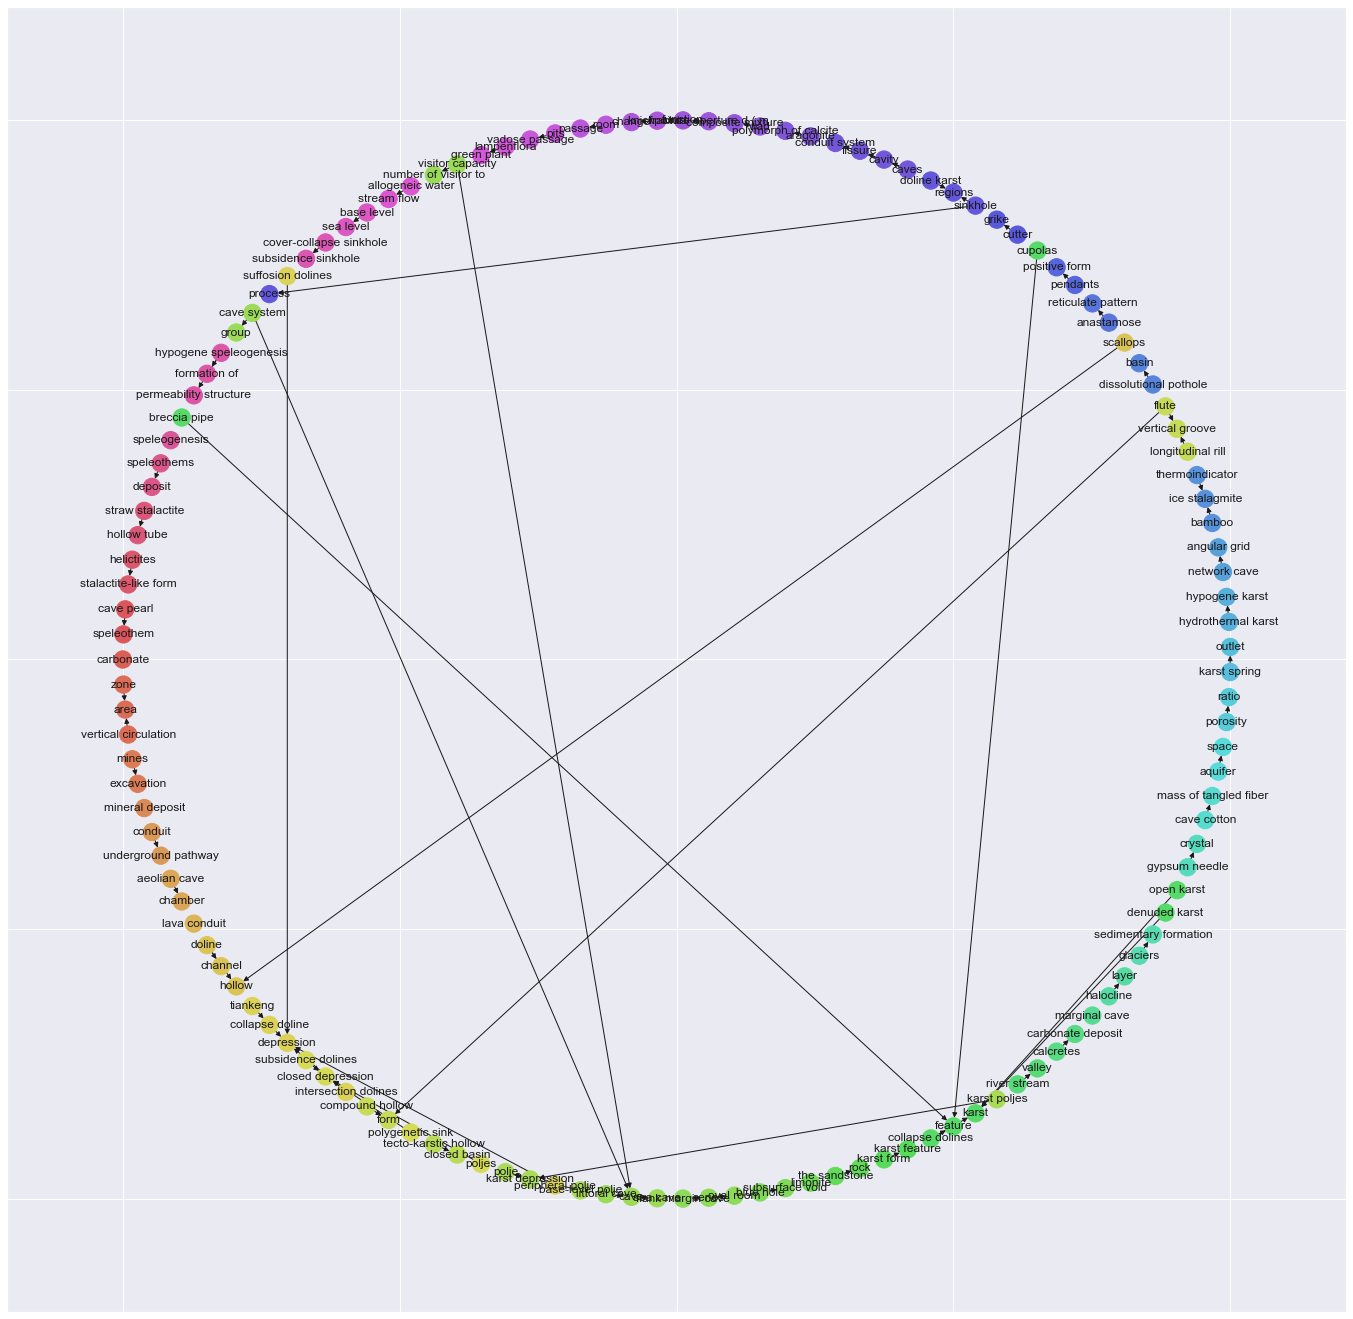 passage
pits
vadose passage
lampenflora
green plant
visitor capacity
number of visitor to
allogeneic water
stream flow
base level
sea level
cover-collapse sinkhole
subsidence sinkhole
suffosion dolines
process
cave system
group
hypogene speleogenesis
formation of
permeability structure
breccia pipe
speleogenesis
speleothems
deposit
straw stalactite
hollow tube
helictites
stalactite-like form
cave pearl
speleothem
carbonate
zone
area
vertical circulation
mines
excavation
mineral deposit
conduit
underground pathway
aeolian cave
chamber
lava conduit
doline
channel
hollow
tiankeng
collapse doline
depression
subsidence dolines
closed depression
intersection dolines
compound hollow
form
polygenetic sink
tecto-karstic hollow
closed basin
poljes
polje
karst depression
peripheral polje
base-level polje
littoral cave
blue hole
subsurface void
limonite
the sandstone
rock
karst form
karst feature
collapse dolines
feature
karst
karst poljes
river stream
valley
calcretes
carbonate deposit
marginal cave
halocline
layer
glaciers
sedimentary formation
denuded karst
open karst
gypsum needle
crystal
cave cotton
mass of tangled fiber
aquifer
space
porosity
ratio
karst spring
outlet
hydrothermal karst
hypogene karst
network cave
angular grid
bamboo
ice stalagmite
thermoindicator
longitudinal rill
vertical groove
flute
dissolutional pothole
basin
scallops
anastamose
reticulate pattern
pendants
positive form
cupolas
cutter
grike
sinkhole
regions
doline karst
caves
cavity
fissure
conduit system
aragonite
polymorph of calcite